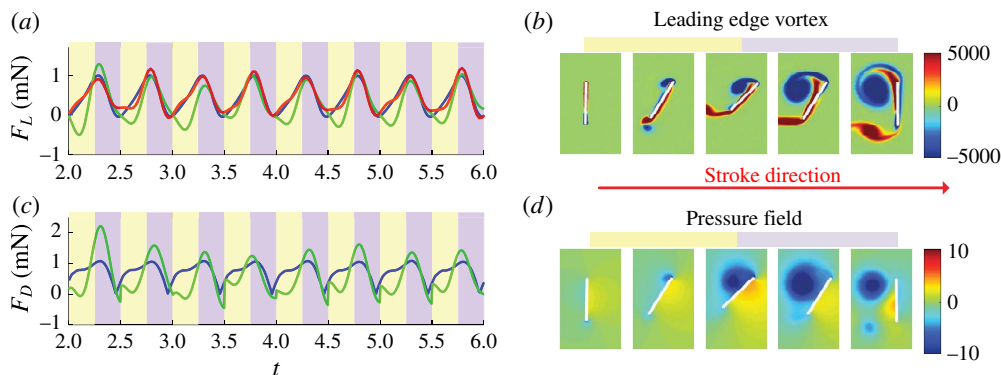 (a)
F_L (mN)
1
0
−1
2.0 2.5 3.0 3.5 4.0 4.5 5.0 5.5 6.0
(b)
Leading edge vortex
5000
0
−5000
Stroke direction
(c)
F_D (mN)
2
1
0
−1
2.0 2.5 3.0 3.5 4.0 4.5 5.0 5.5 6.0
t
(d)
Pressure field
10
0
−10